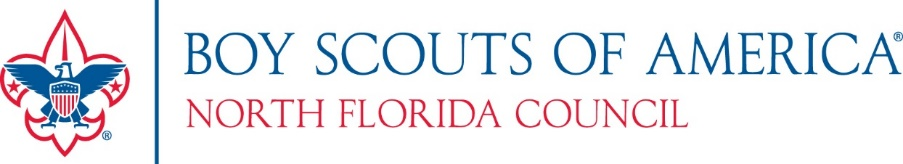 BOY SCOUTS OF AMERICA®
NORTH FLORIDA COUNCIL
®